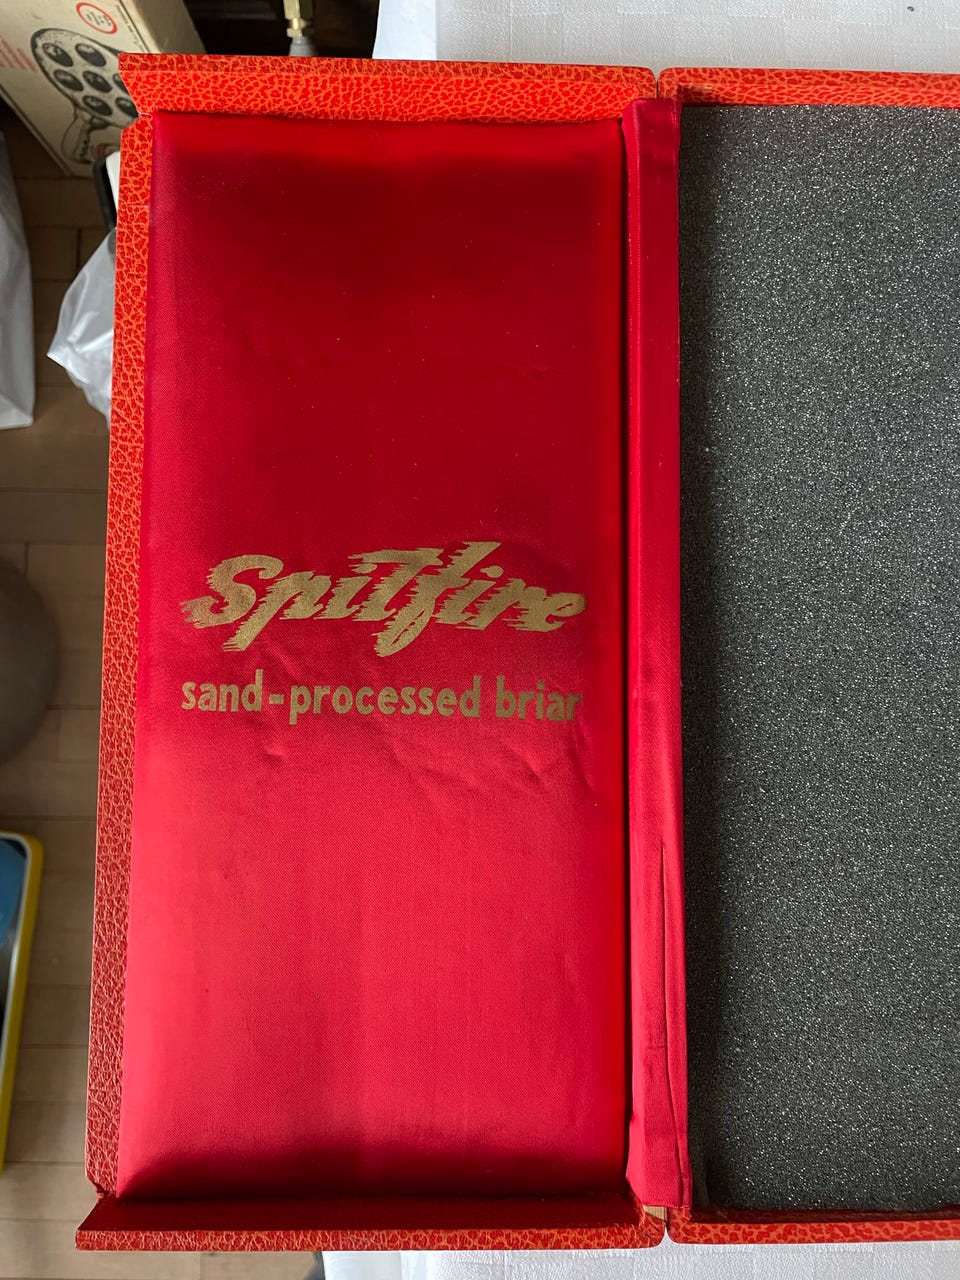 Spitfire
sand-processed briar